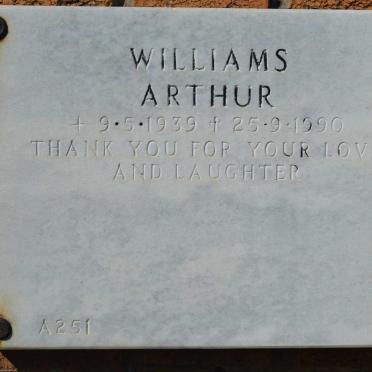 WILLIAMS
ARTHUR
+ 9·5·1939 † 25·9·1990
THANK YOU FOR YOUR LOV
AND LAUGHTER
A251